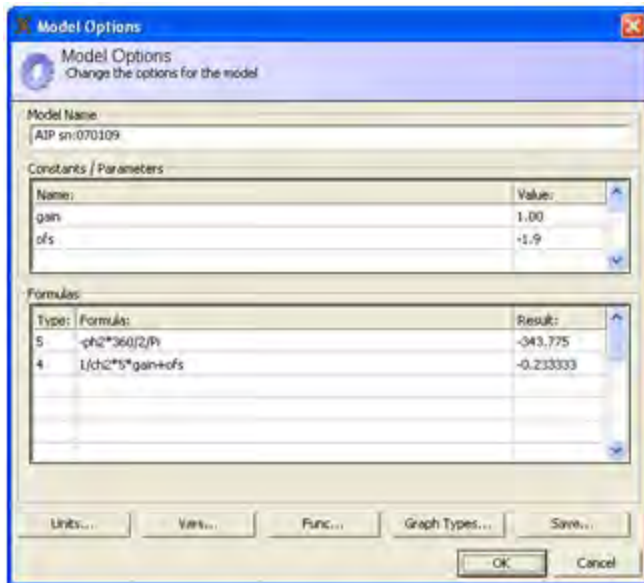 Model Options
Model Options
Change the options for the model
Model Name
AIP sn:070109
Constants / Parameters
Name: Value:
gain 1.00
ofs -1.9
Formulas
Type: Formula: Result:
5 -ph2*360/2/Pi -343.775
4 1/ch2*5*gain+ofs -0.233333
Units... Vars... Func... Graph Types... Save...
OK Cancel